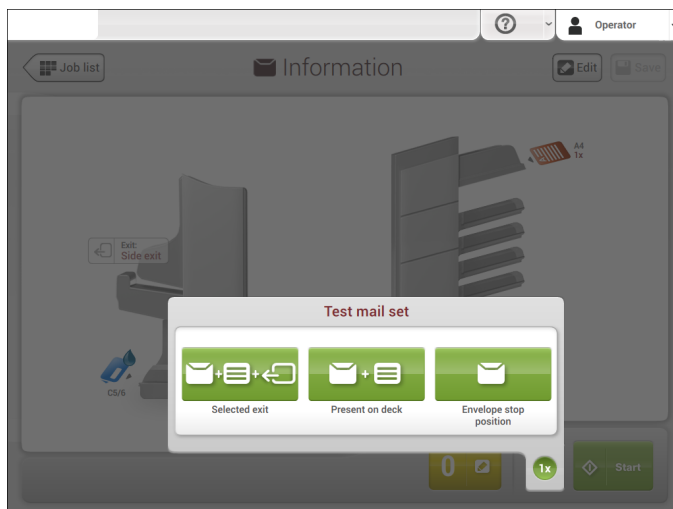 Operator
Job list
Information
Edit
Save
A4
1x
Exit:
Side exit
C5/6
Test mail set
Selected exit
Present on deck
Envelope stop
position
0
1x
Start